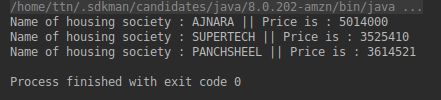 /home/ttn/.sdkman/candidates/java/8.0.202-amzn/bin/java ...
Name of housing society : AJNARA || Price is : 5014000
Name of housing society : SUPERTECH || Price is : 3525410
Name of housing society : PANCHSHEEL || Price is : 3614521
Process finished with exit code 0